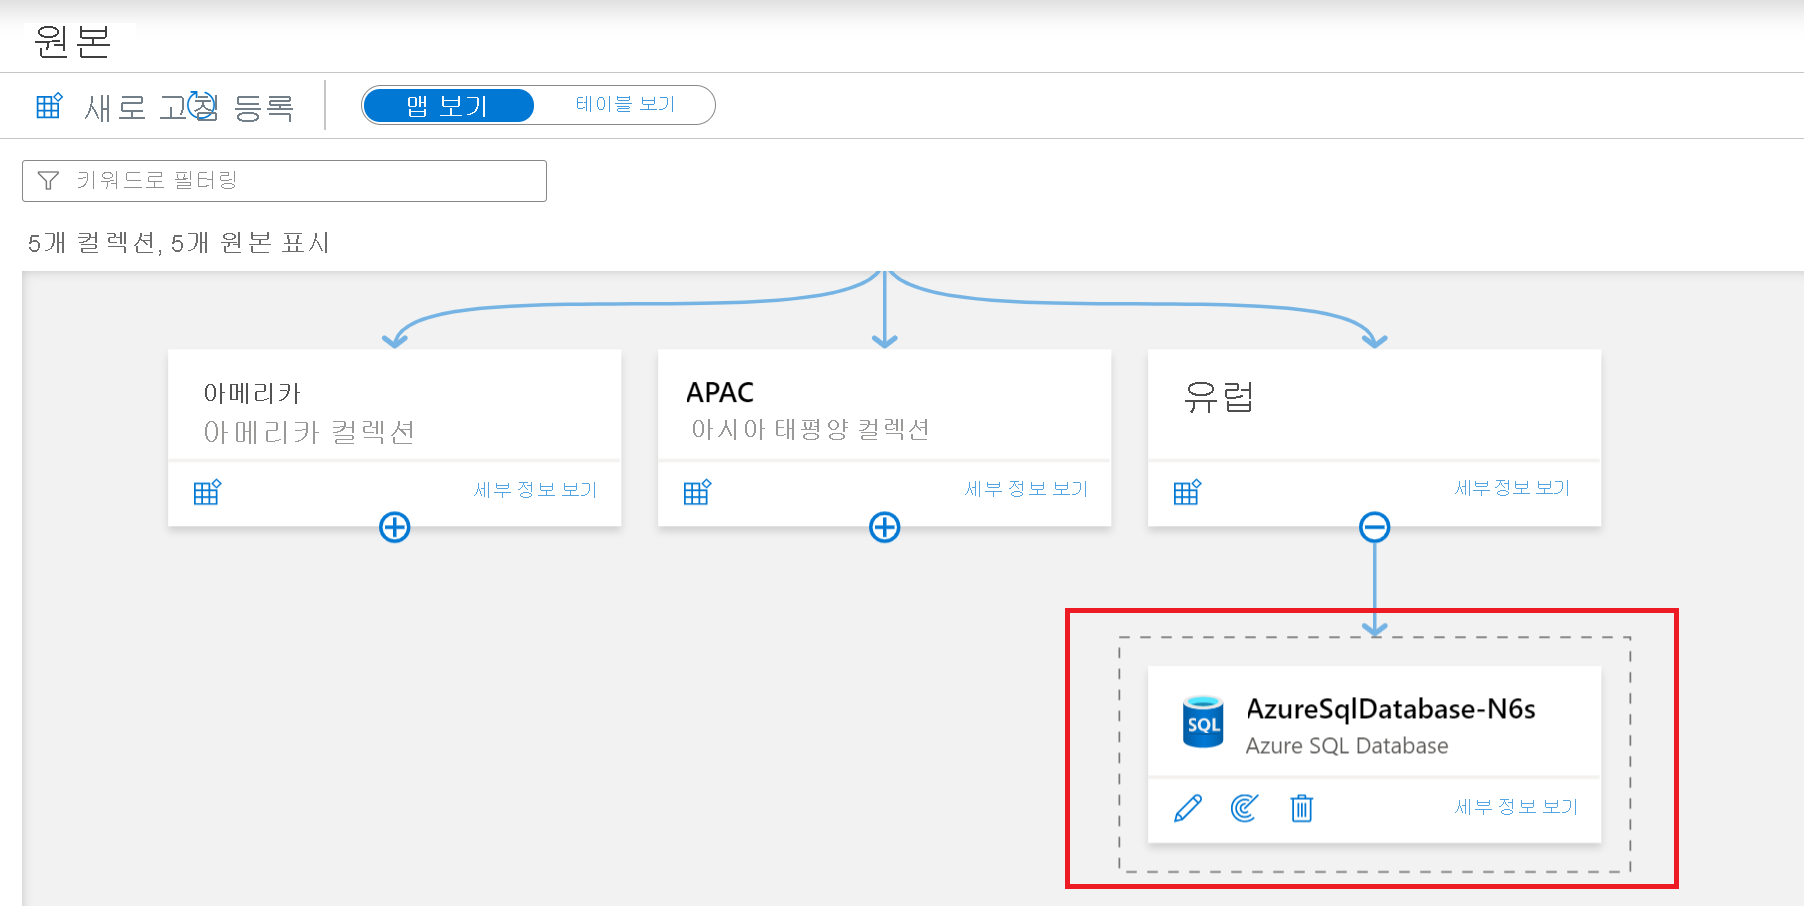 원본
새로 고침 등록
맵 보기
테이블 보기
키워드로 필터링
5개 컬렉션, 5개 원본 표시
아메리카
아메리카 컬렉션
세부 정보 보기
APAC
아시아 태평양 컬렉션
세부 정보 보기
유럽
세부 정보 보기
SQL
AzureSqlDatabase-N6s
Azure SQL Database
세부 정보 보기